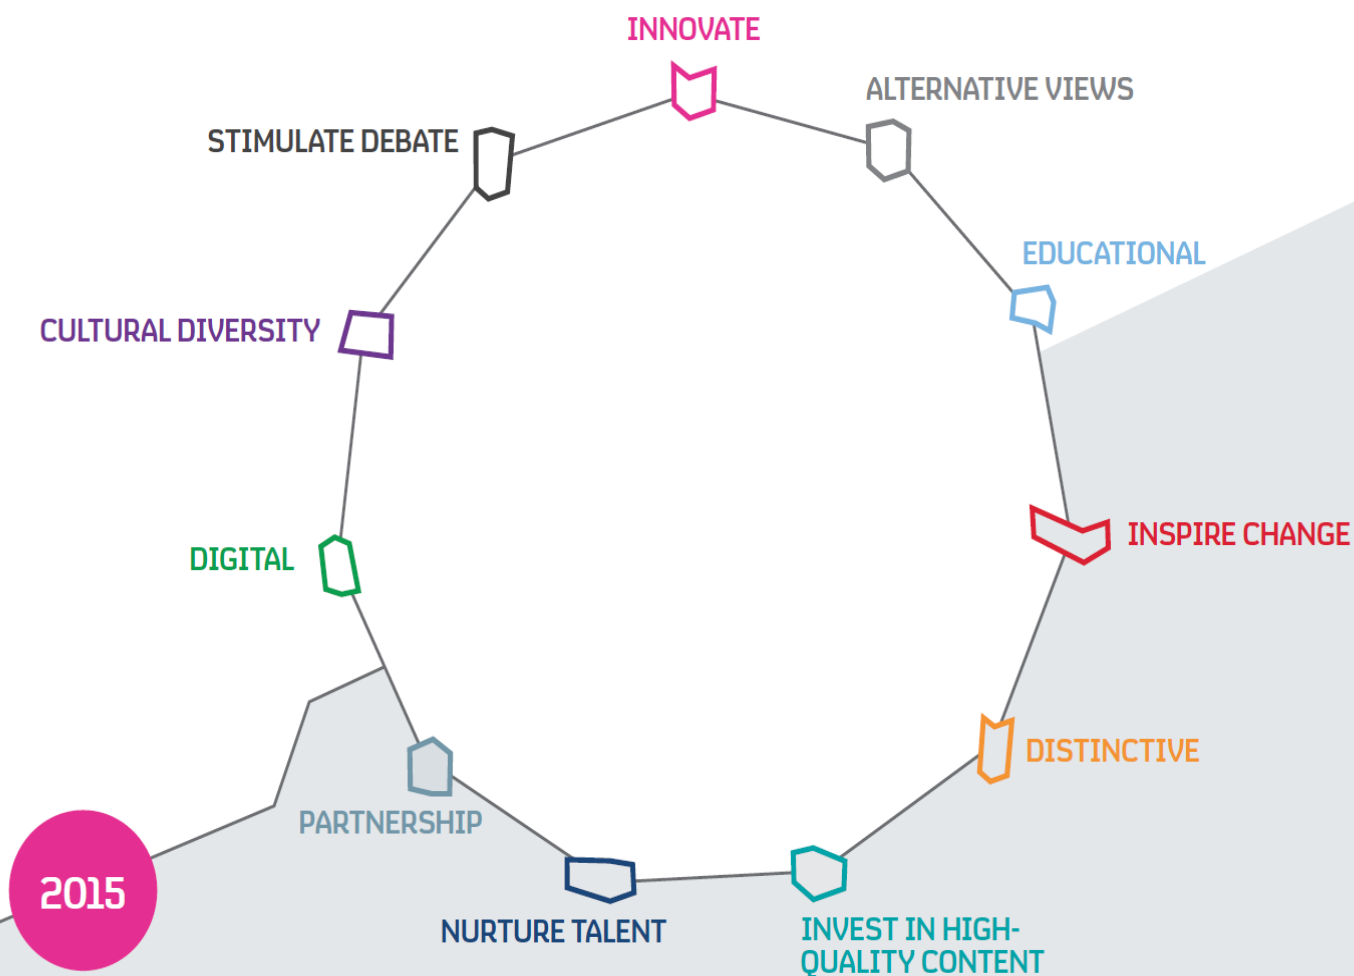 INNOVATE
ALTERNATIVE VIEWS
STIMULATE DEBATE
EDUCATIONAL
CULTURAL DIVERSITY
INSPIRE CHANGE
DIGITAL
DISTINCTIVE
PARTNERSHIP
2015
NURTURE TALENT
INVEST IN HIGH-
QUALITY CONTENT